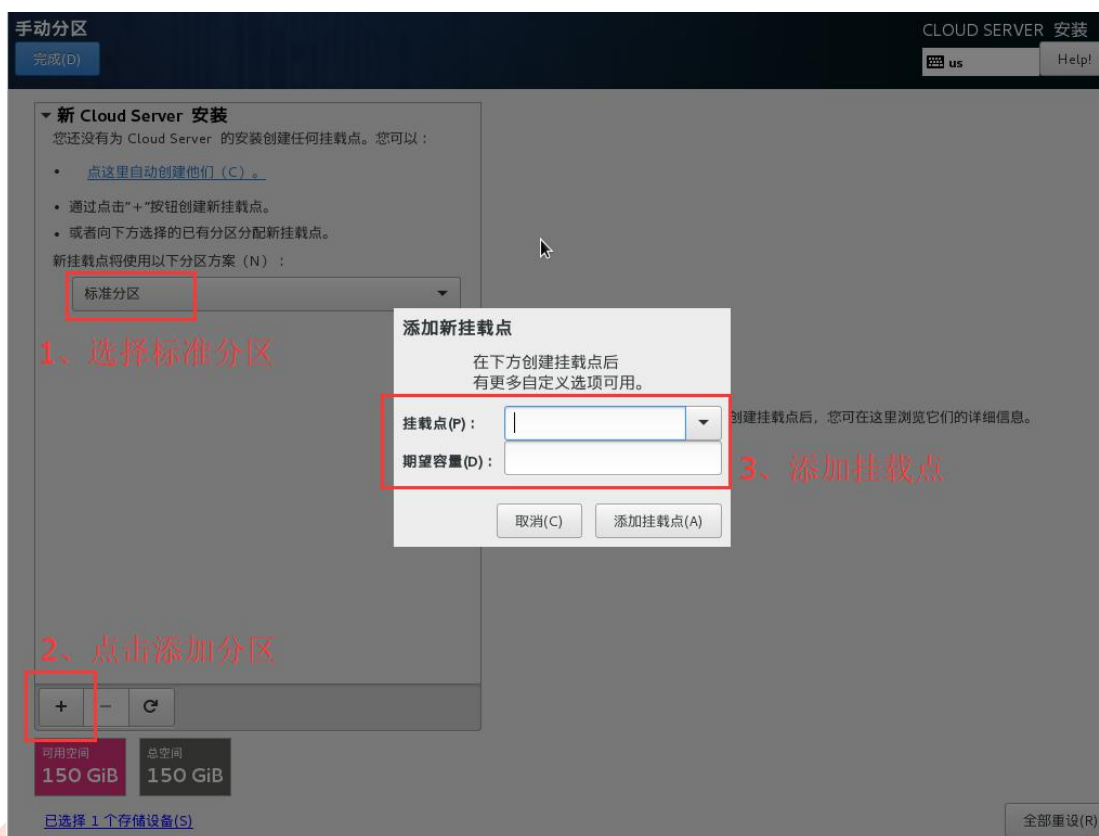 手动分区
CLOUD SERVER 安装
完成(D)
us
Help!
新 Cloud Server 安装
您还没有为 Cloud Server 的安装创建任何挂载点。您可以：
• 点这里自动创建他们（C）。
• 通过点击"+"按钮创建新挂载点。
• 或者向下方选择的已有分区分配新挂载点。
新挂载点将使用以下分区方案（N）：
标准分区
1、选择标准分区
添加新挂载点
在下方创建挂载点后
有更多自定义选项可用。
挂载点(P)：
期望容量(D)：
创建挂载点后，您可在这里浏览它们的详细信息。
3、添加挂载点
取消(C)
添加挂载点(A)
2、点击添加分区
+
−
可用空间
150 GiB
总空间
150 GiB
已选择 1 个存储设备(S)
全部重设(R)